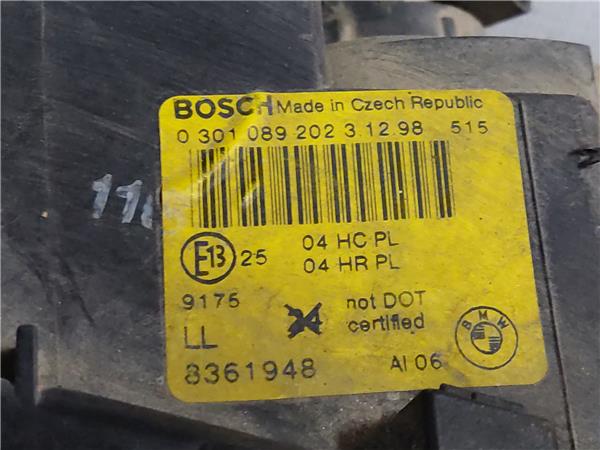 BOSCH Made in Czech Republic
0 301 089 202 3.12.98 515
E13 25 04 HC PL
04 HR PL
9175 not DOT
LL certified
8361948 AI 06
BMW